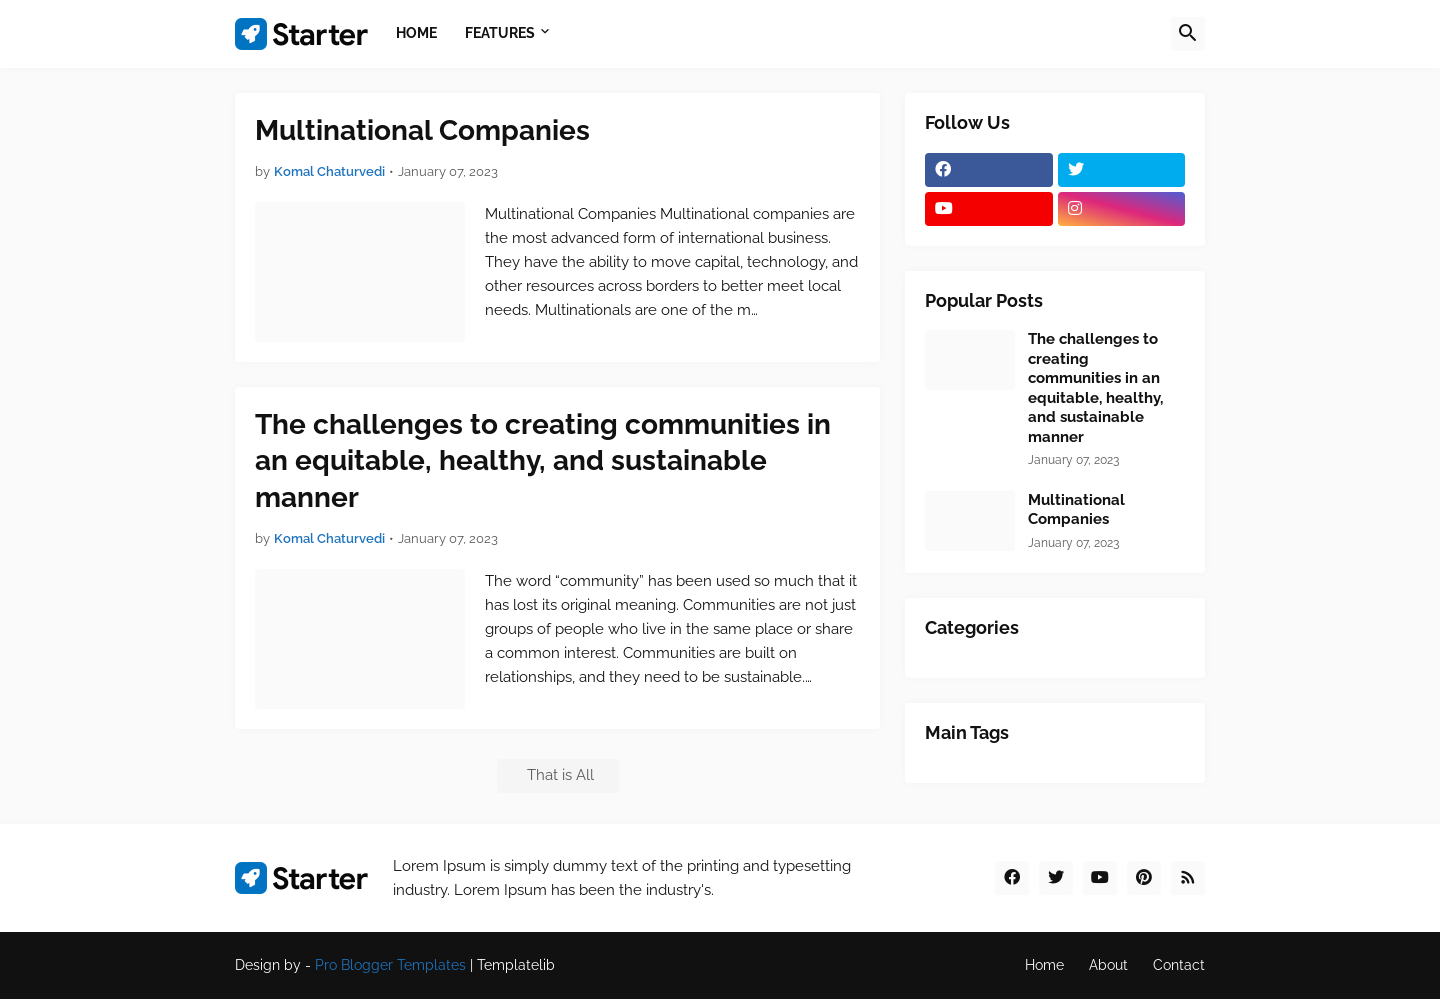 Starter
HOME
FEATURES
Multinational Companies
by Komal Chaturvedi • January 07, 2023
Multinational Companies Multinational companies are
the most advanced form of international business.
They have the ability to move capital, technology, and
other resources across borders to better meet local
needs. Multinationals are one of the m…
The challenges to creating communities in
an equitable, healthy, and sustainable
manner
by Komal Chaturvedi • January 07, 2023
The word “community” has been used so much that it
has lost its original meaning. Communities are not just
groups of people who live in the same place or share
a common interest. Communities are built on
relationships, and they need to be sustainable.…
That is All
Follow Us
Popular Posts
The challenges to
creating
communities in an
equitable, healthy,
and sustainable
manner
January 07, 2023
Multinational
Companies
January 07, 2023
Categories
Main Tags
Starter
Lorem Ipsum is simply dummy text of the printing and typesetting
industry. Lorem Ipsum has been the industry's.
Design by - Pro Blogger Templates | Templatelib
Home
About
Contact